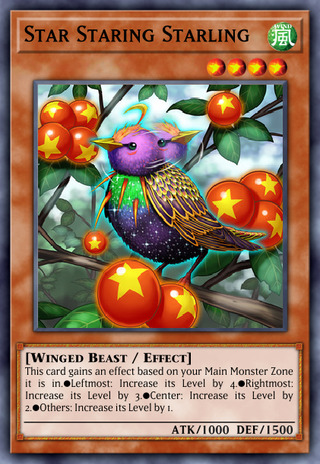 Star Staring Starling
WIND
風
[Winged Beast / Effect]
This card gains an effect based on your Main Monster Zone
it is in.●Leftmost: Increase its Level by 4.●Rightmost:
Increase its Level by 3.●Center: Increase its Level by
2.●Others: Increase its Level by 1.
ATK/1000 DEF/1500